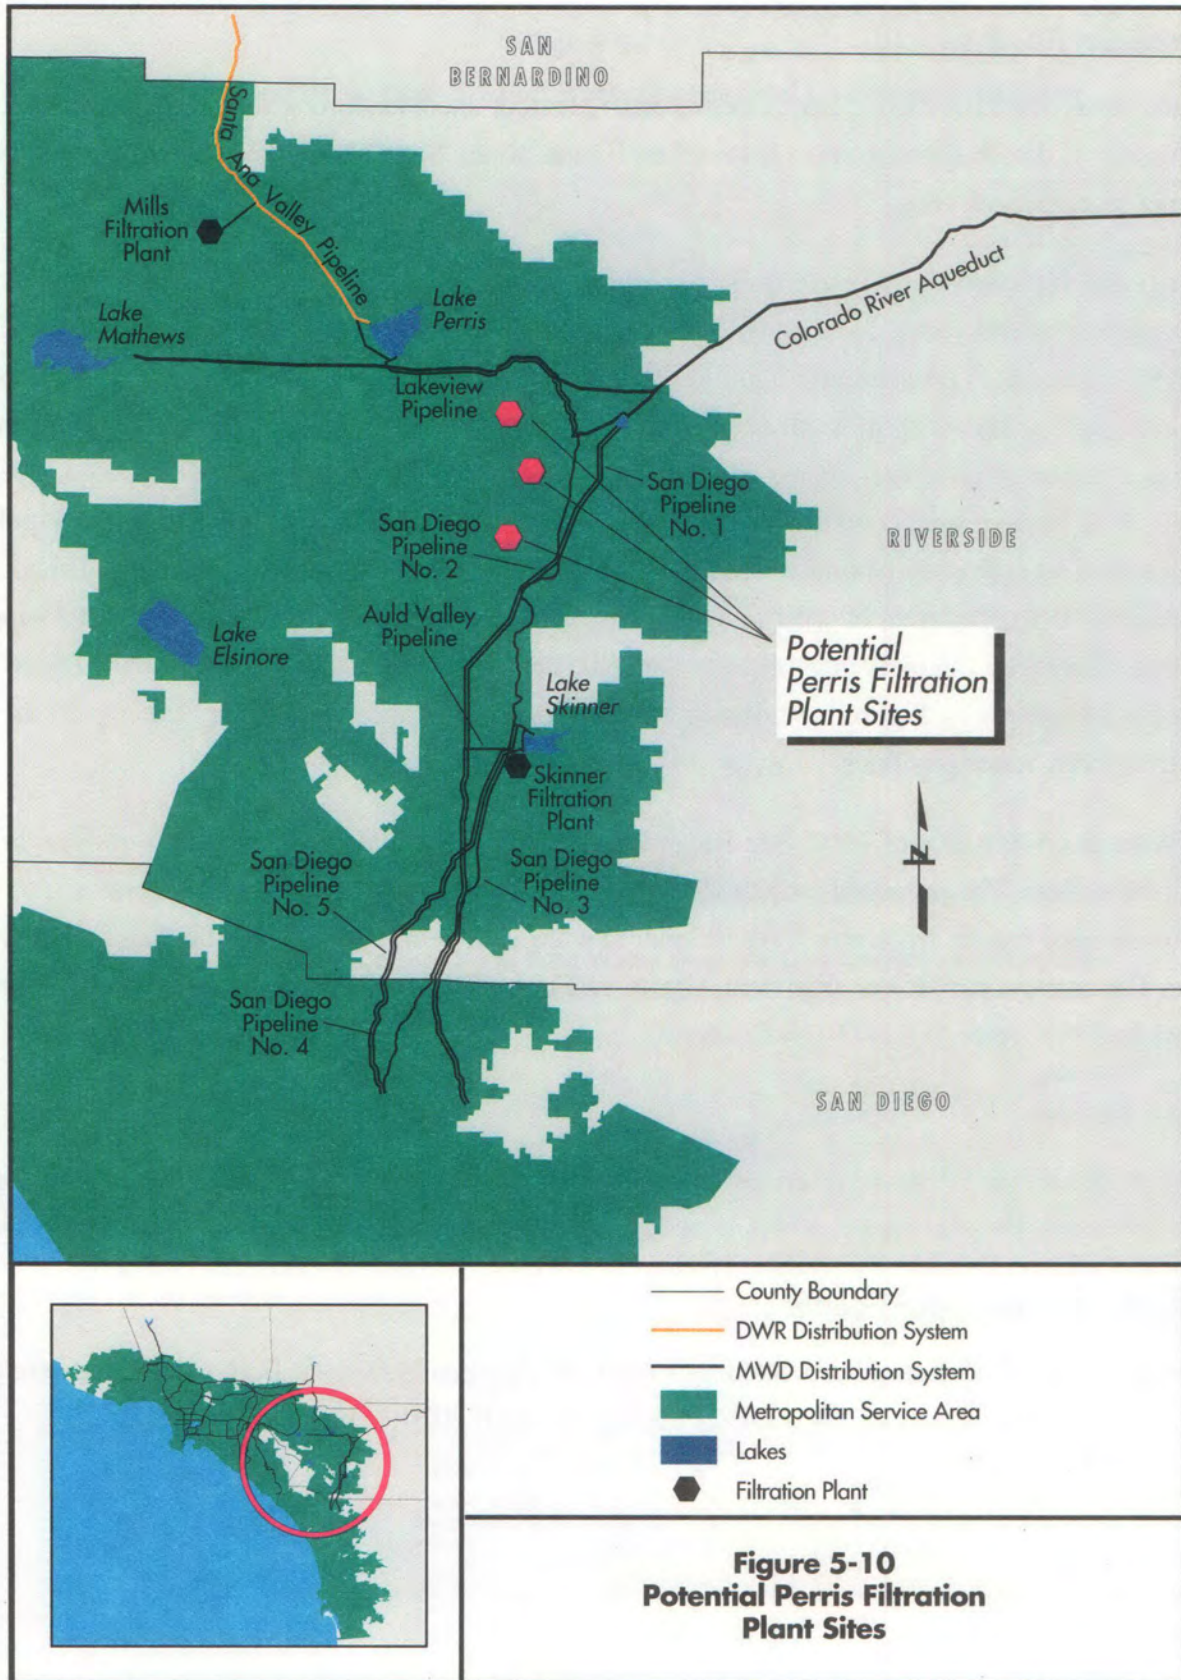 SAN
BERNARDINO
Santa Ana Valley Pipeline
Mills
Filtration
Plant
Lake
Perris
Lake
Mathews
Colorado River Aqueduct
Lakeview
Pipeline
San Diego
Pipeline
No. 1
San Diego
Pipeline
No. 2
RIVERSIDE
Auld Valley
Pipeline
Lake
Elsinore
Potential
Perris Filtration
Plant Sites
Lake
Skinner
Skinner
Filtration
Plant
San Diego
Pipeline
No. 5
San Diego
Pipeline
No. 3
N
San Diego
Pipeline
No. 4
SAN DIEGO
County Boundary
DWR Distribution System
MWD Distribution System
Metropolitan Service Area
Lakes
Filtration Plant
Figure 5-10
Potential Perris Filtration
Plant Sites